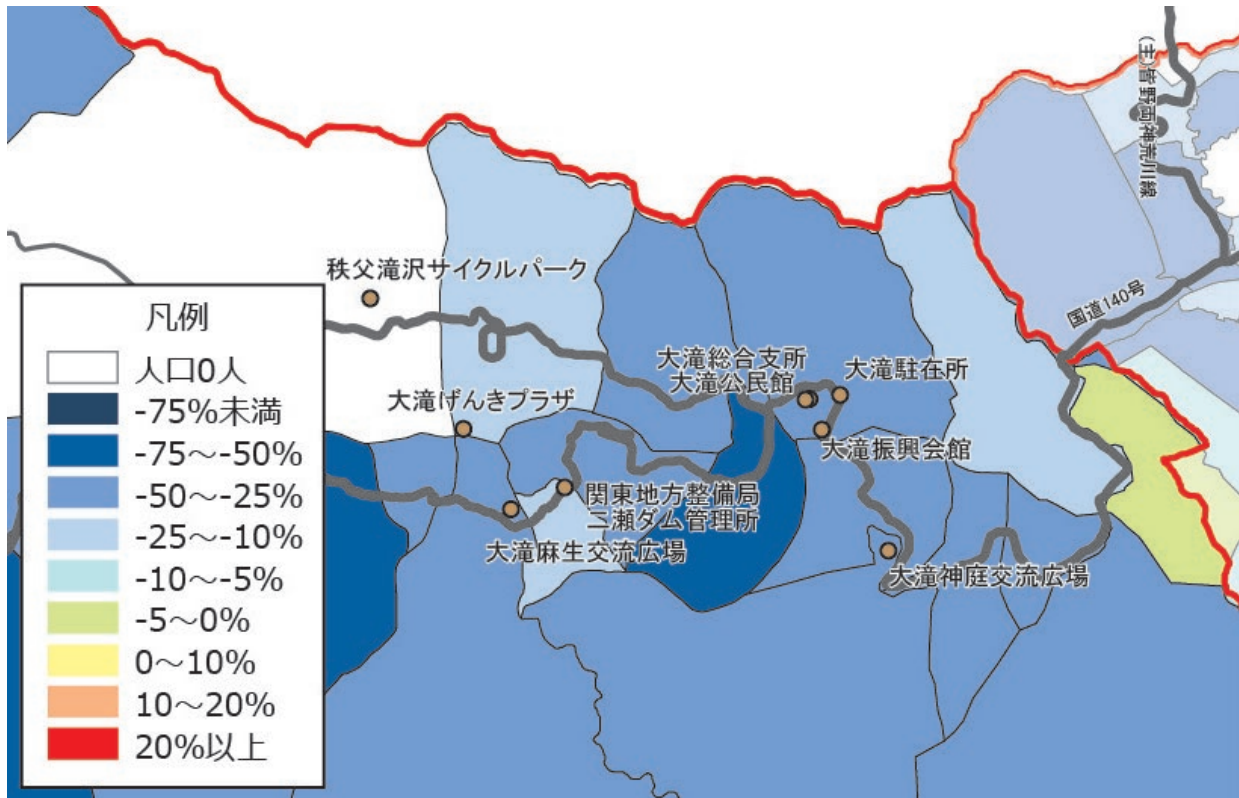 (主)皆野両神荒川線
秩父滝沢サイクルパーク
国道140号
大滝総合支所
大滝公民館
大滝駐在所
大滝げんきプラザ
大滝振興会館
関東地方整備局
二瀬ダム管理所
大滝麻生交流広場
大滝神庭交流広場
凡例
人口0人
-75%未満
-75～-50%
-50～-25%
-25～-10%
-10～-5%
-5～0%
0～10%
10～20%
20%以上